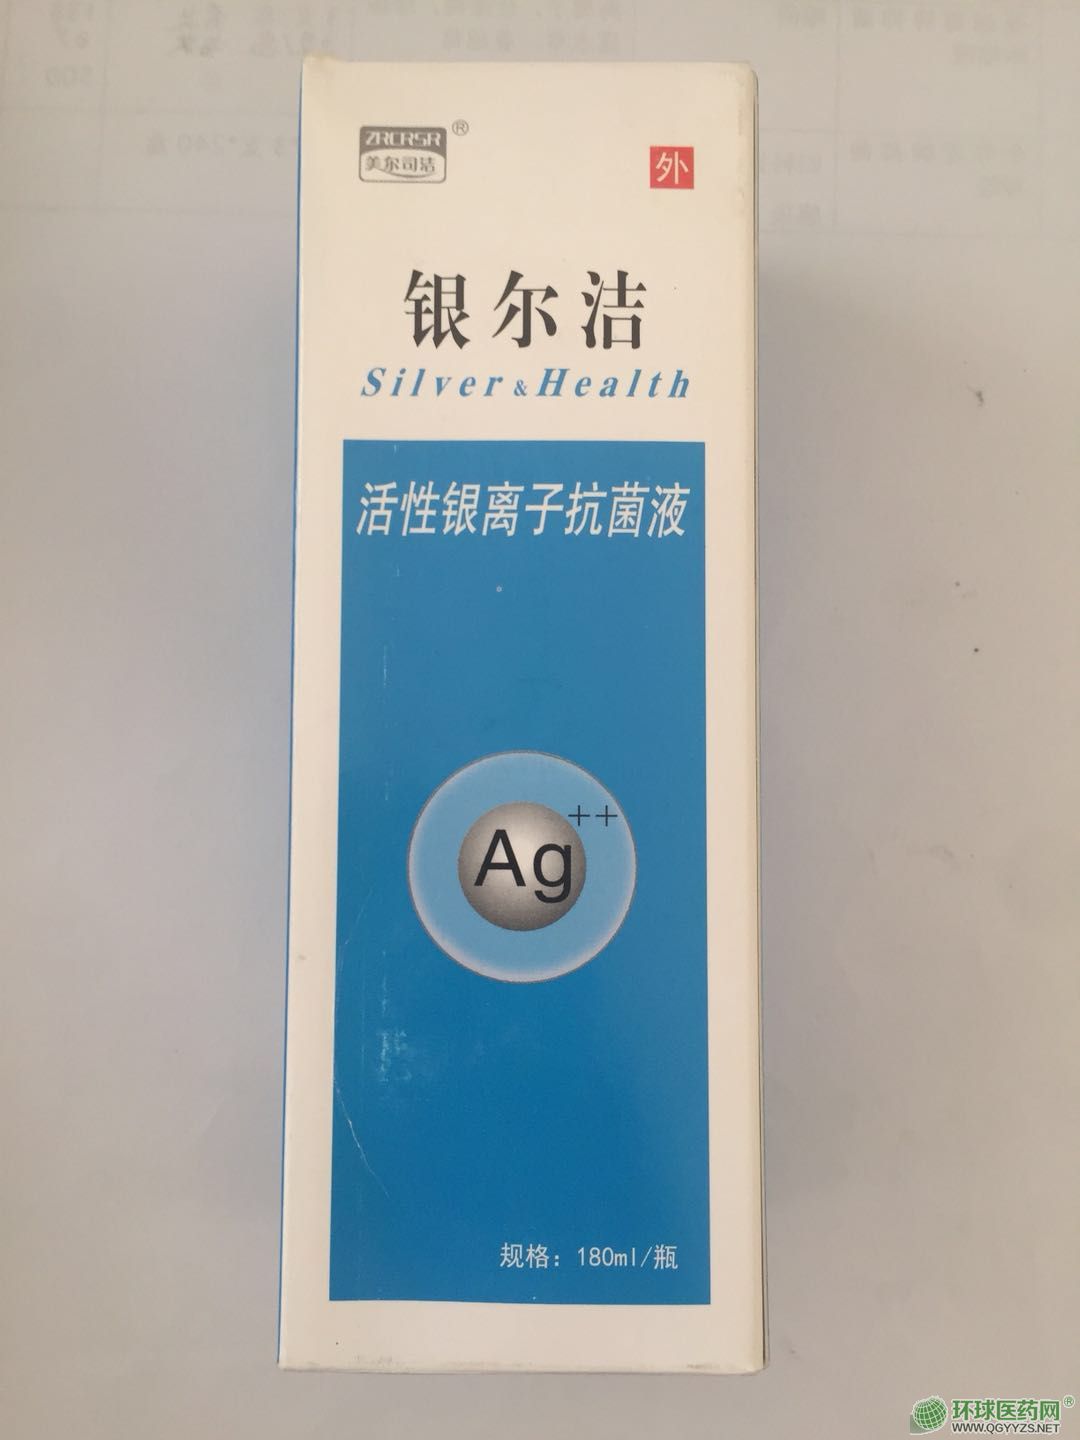 ZRCRSR®
美尔司洁
外
银尔洁
Silver & Health
活性银离子抗菌液
Ag++
规格：180ml/瓶
环球医药网®
WWW.QGYYZS.NET